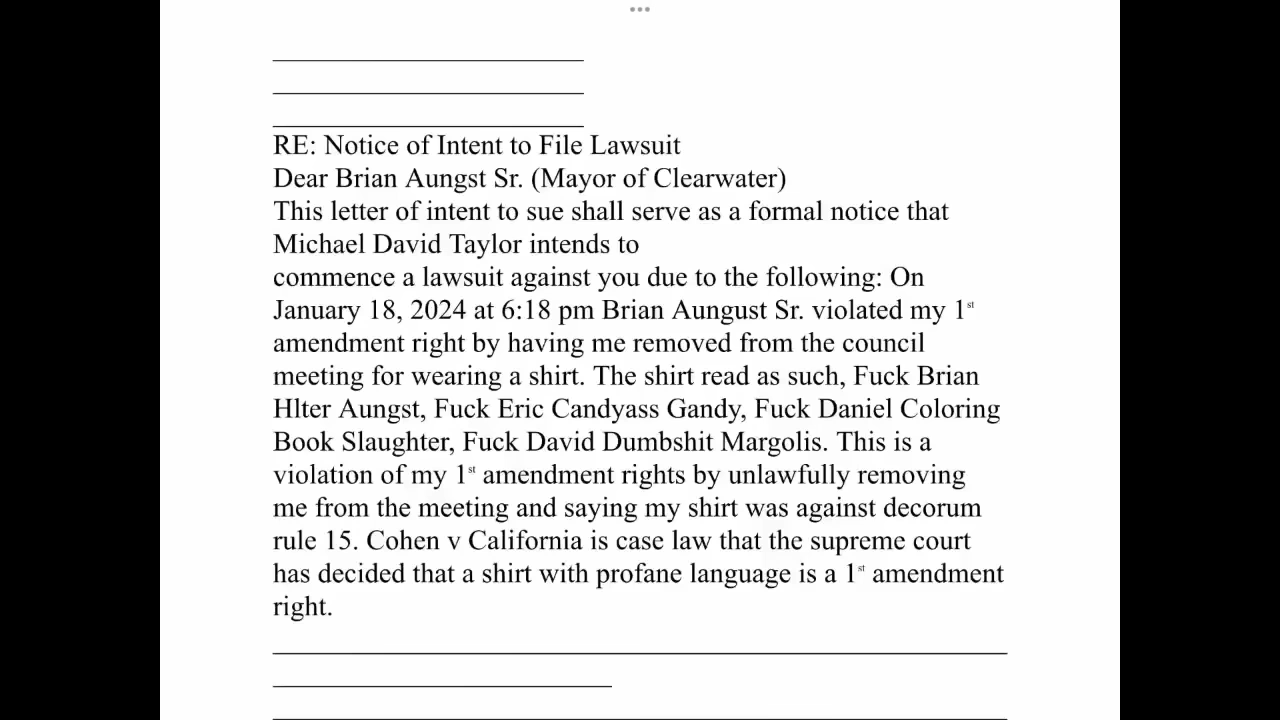 RE: Notice of Intent to File Lawsuit
Dear Brian Aungst Sr. (Mayor of Clearwater)
This letter of intent to sue shall serve as a formal notice that
Michael David Taylor intends to
commence a lawsuit against you due to the following: On
January 18, 2024 at 6:18 pm Brian Aungust Sr. violated my 1st
amendment right by having me removed from the council
meeting for wearing a shirt. The shirt read as such, Fuck Brian
Hlter Aungst, Fuck Eric Candyass Gandy, Fuck Daniel Coloring
Book Slaughter, Fuck David Dumbshit Margolis. This is a
violation of my 1st amendment rights by unlawfully removing
me from the meeting and saying my shirt was against decorum
rule 15. Cohen v California is case law that the supreme court
has decided that a shirt with profane language is a 1st amendment
right.